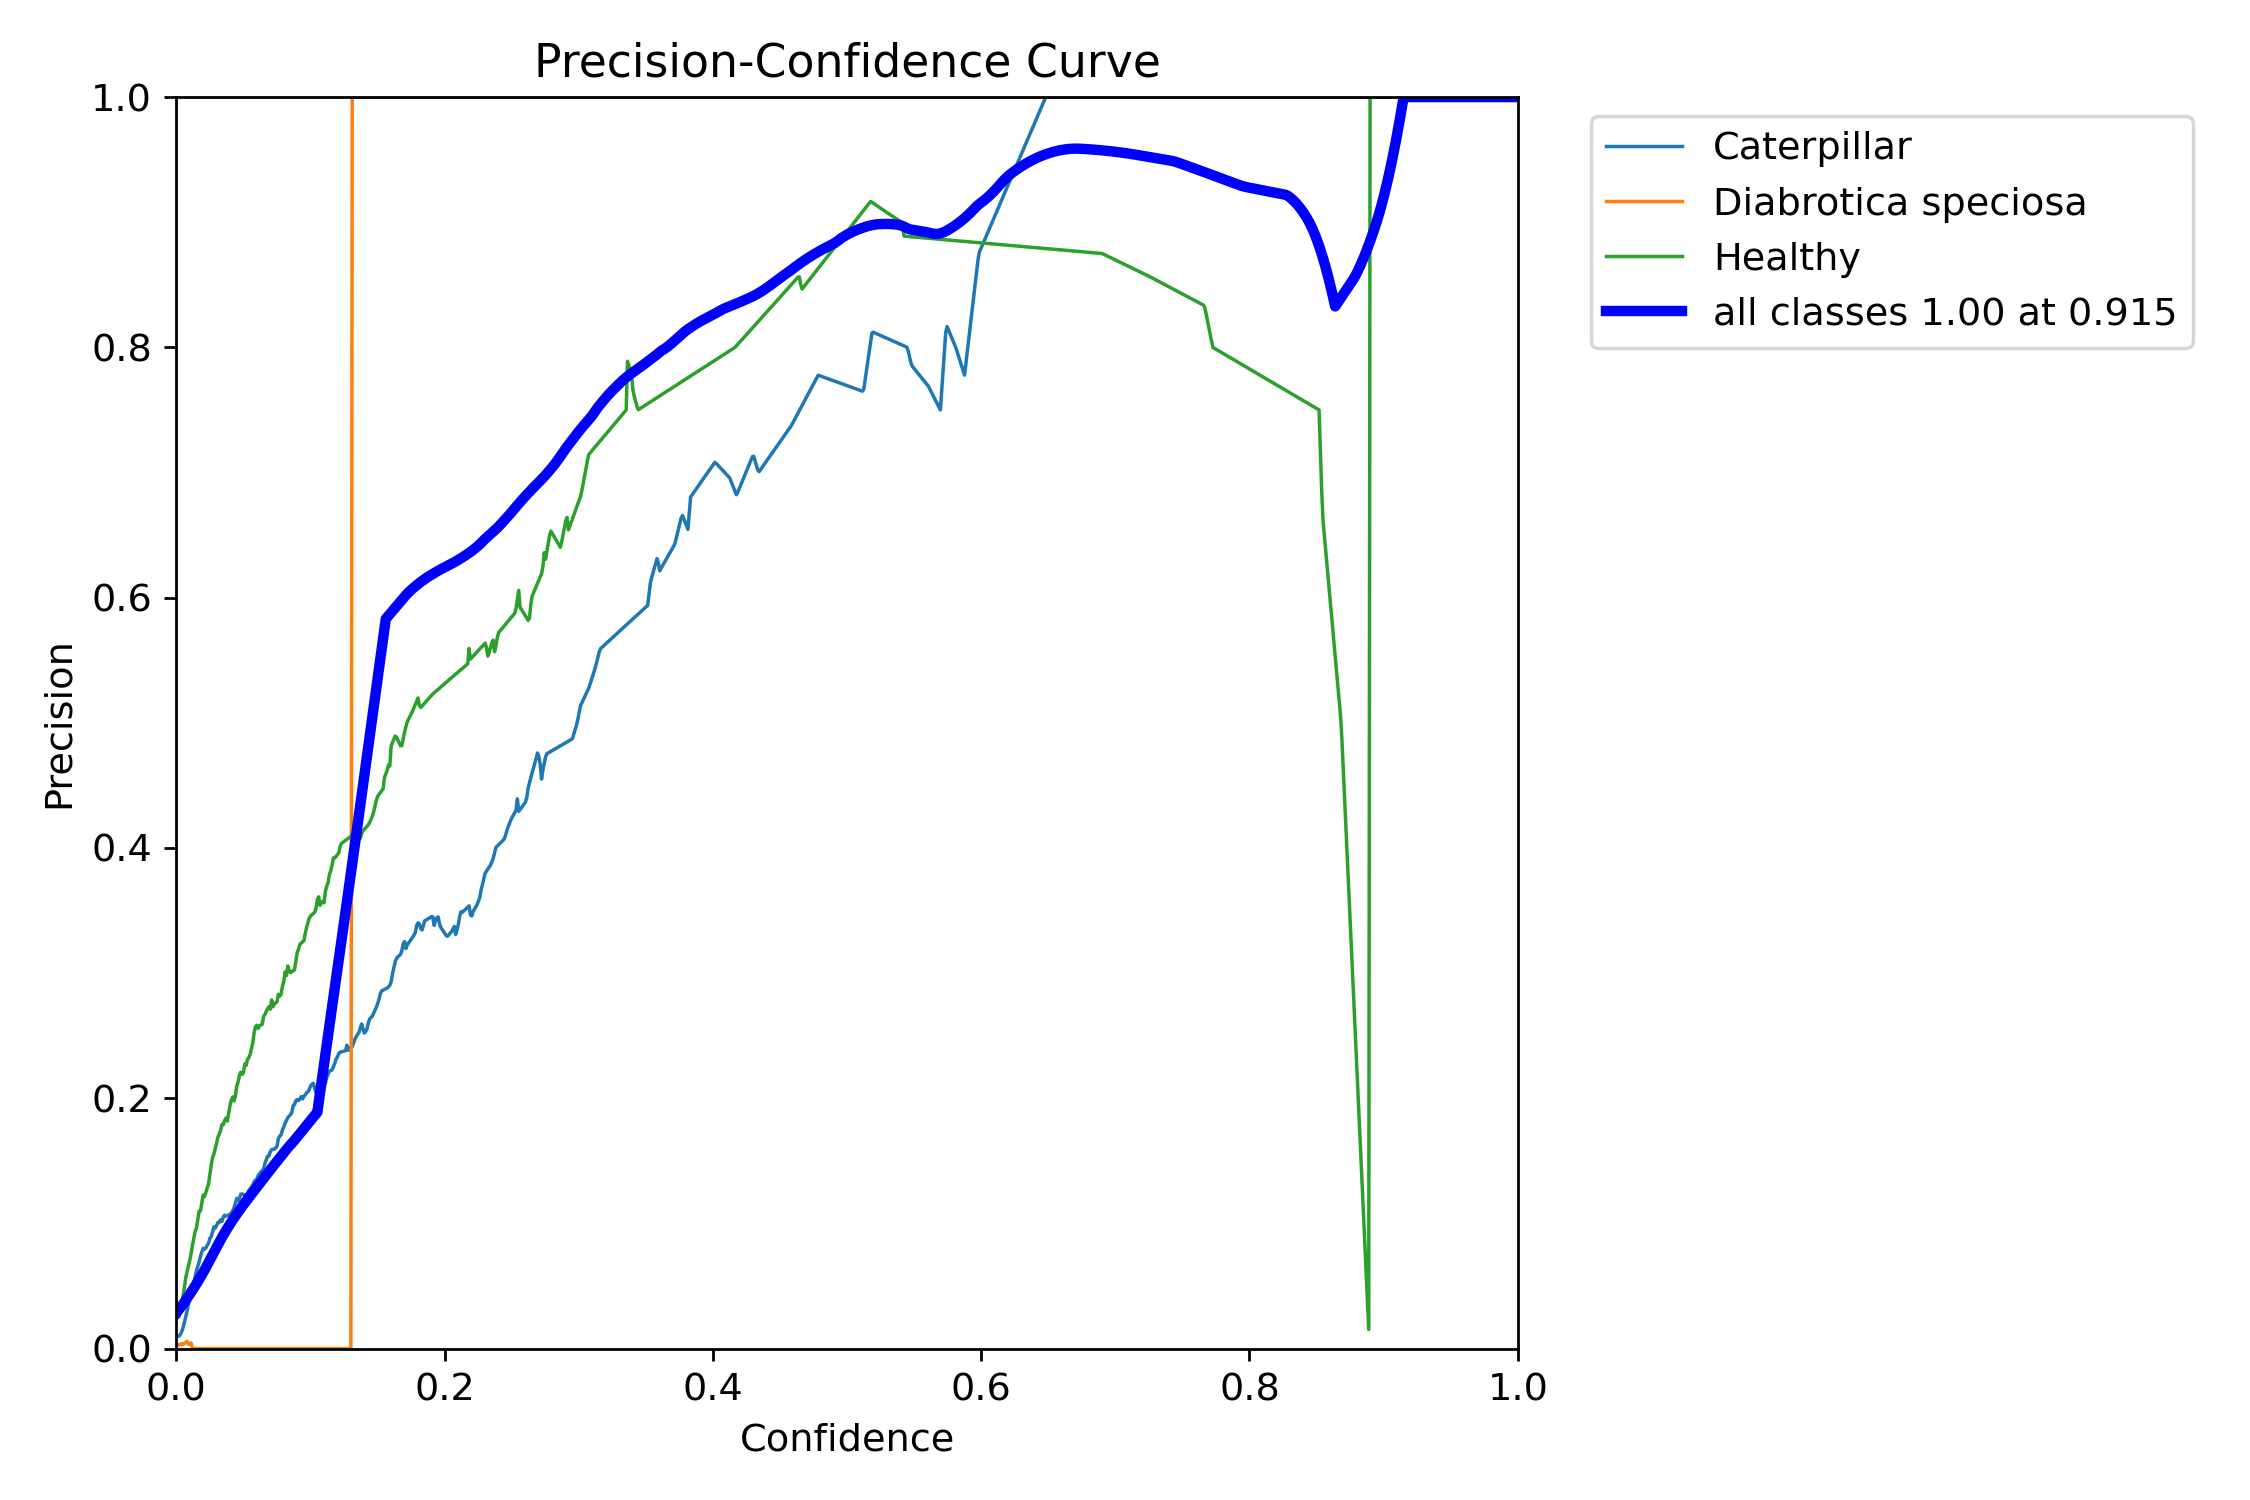 Precision-Confidence Curve
1.0
0.8
0.6
0.4
0.2
0.0
Precision
0.0 0.2 0.4 0.6 0.8 1.0
Confidence
Caterpillar
Diabrotica speciosa
Healthy
all classes 1.00 at 0.915